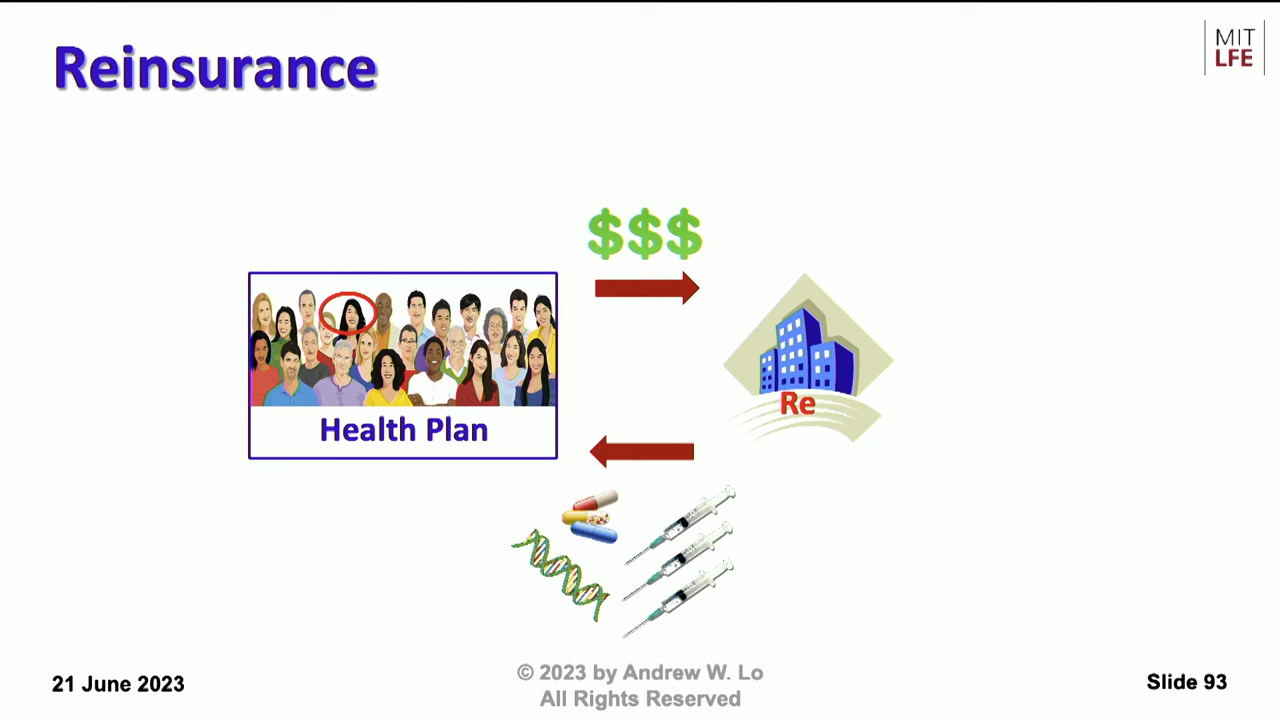 Reinsurance
MIT
LFE
$$$
Health Plan
Re
21 June 2023
© 2023 by Andrew W. Lo
All Rights Reserved
Slide 93